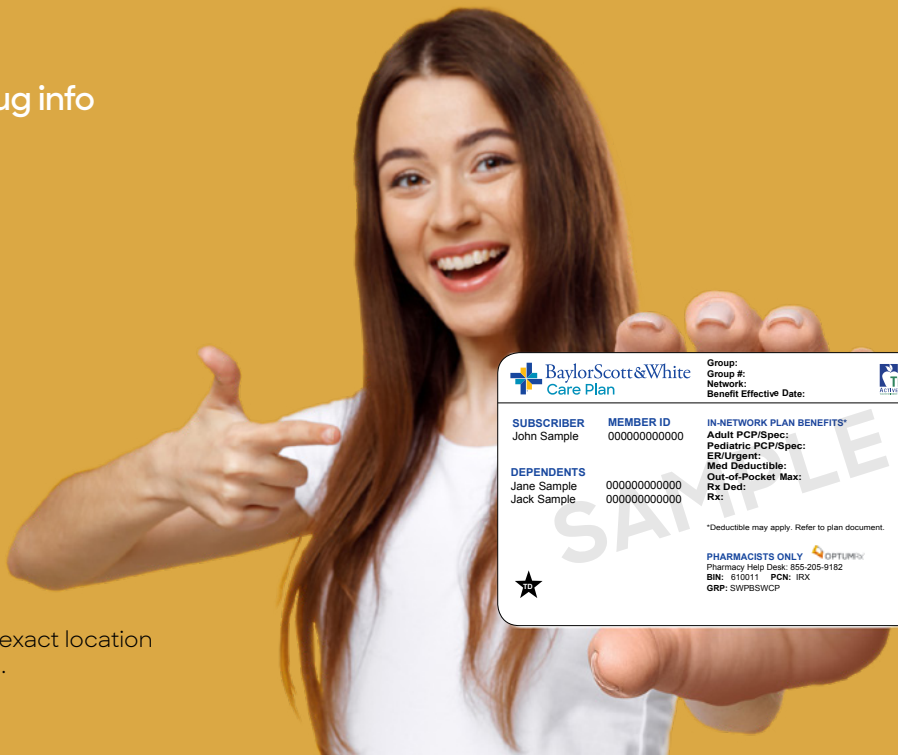 ug info
BaylorScott&White
Care Plan
Group:
Group #:
Network:
Benefit Effective Date:
SUBSCRIBER MEMBER ID
John Sample 000000000000
DEPENDENTS
Jane Sample 000000000000
Jack Sample 000000000000
TD
IN-NETWORK PLAN BENEFITS*
Adult PCP/Spec:
Pediatric PCP/Spec:
ER/Urgent:
Med Deductible:
Out-of-Pocket Max:
Rx Ded:
Rx:
*Deductible may apply. Refer to plan document.
SAMPLE
PHARMACISTS ONLY OPTUMRx
Pharmacy Help Desk: 855-205-9182
BIN: 610011 PCN: IRX
GRP: SWPBSWCP
exact location
.